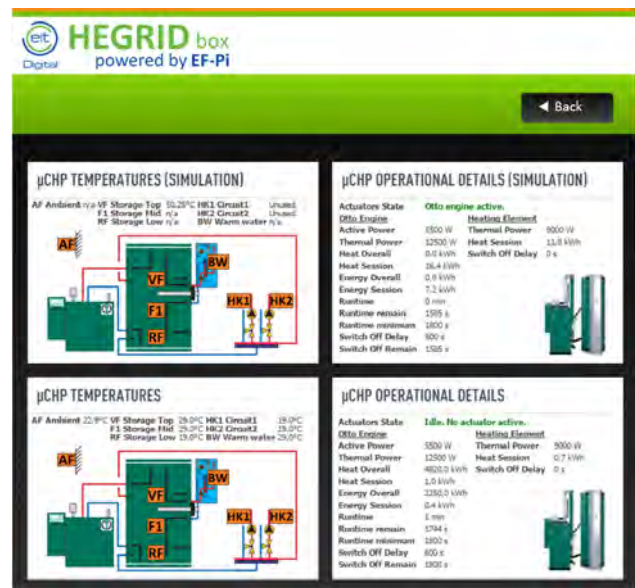 eit
Digital
HEGRID box
powered by EF-Pi
◄ Back
µCHP TEMPERATURES (SIMULATION)
AF Ambient n/a VF Storage Top 50.25°C HK1 Circuit1 Unused
F1 Storage Mid n/a HK2 Circuit2 Unused
RF Storage Low n/a BW Warm water n/a
AF
BW
VF
F1
HK1 HK2
RF
µCHP OPERATIONAL DETAILS (SIMULATION)
Actuators State Otto engine active.
Otto Engine Heating Element
Active Power 5500 W Thermal Power 9000 W
Thermal Power 12500 W Heat Session 11.8 kWh
Heat Overall 0.0 kWh Switch Off Delay 0 s
Heat Session 16.4 kWh
Energy Overall 0.0 kWh
Energy Session 7.2 kWh
Runtime 0 min
Runtime remain 1505 s
Runtime minimum 1800 s
Switch Off Delay 600 s
Switch Off Remain 1505 s
µCHP TEMPERATURES
AF Ambient 22.9°C VF Storage Top 29.0°C HK1 Circuit1 19.0°C
F1 Storage Mid 29.0°C HK2 Circuit2 19.0°C
RF Storage Low 19.0°C BW Warm water 29.0°C
AF
BW
VF
F1
HK1 HK2
RF
µCHP OPERATIONAL DETAILS
Actuators State Idle. No actuator active.
Otto Engine Heating Element
Active Power 5500 W Thermal Power 9000 W
Thermal Power 12500 W Heat Session 0.7 kWh
Heat Overall 4820.0 kWh Switch Off Delay 0 s
Heat Session 1.0 kWh
Energy Overall 2250.0 kWh
Energy Session 0.4 kWh
Runtime 1 min
Runtime remain 1744 s
Runtime minimum 1800 s
Switch Off Delay 600 s
Switch Off Remain 1800 s